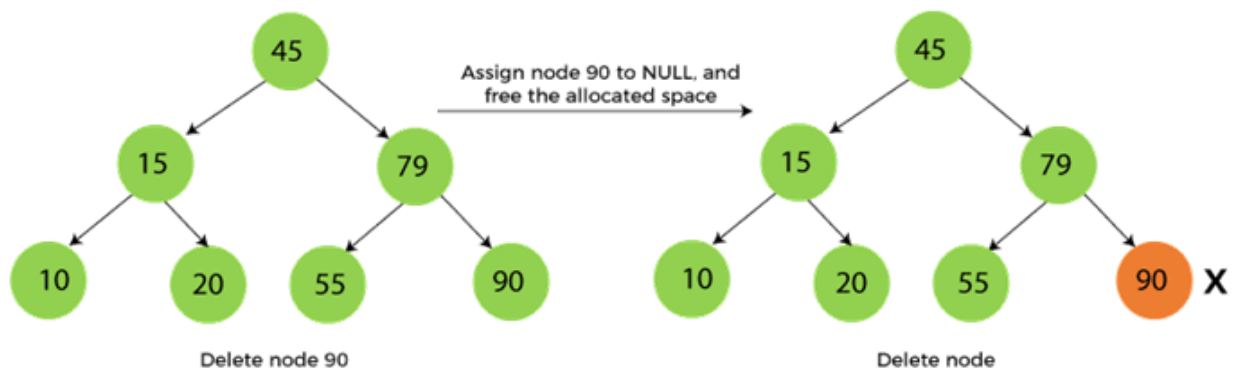 45
45
Assign node 90 to NULL, and
free the allocated space
15
79
15
79
10
20
55
90
10
20
55
90
X
Delete node 90
Delete node